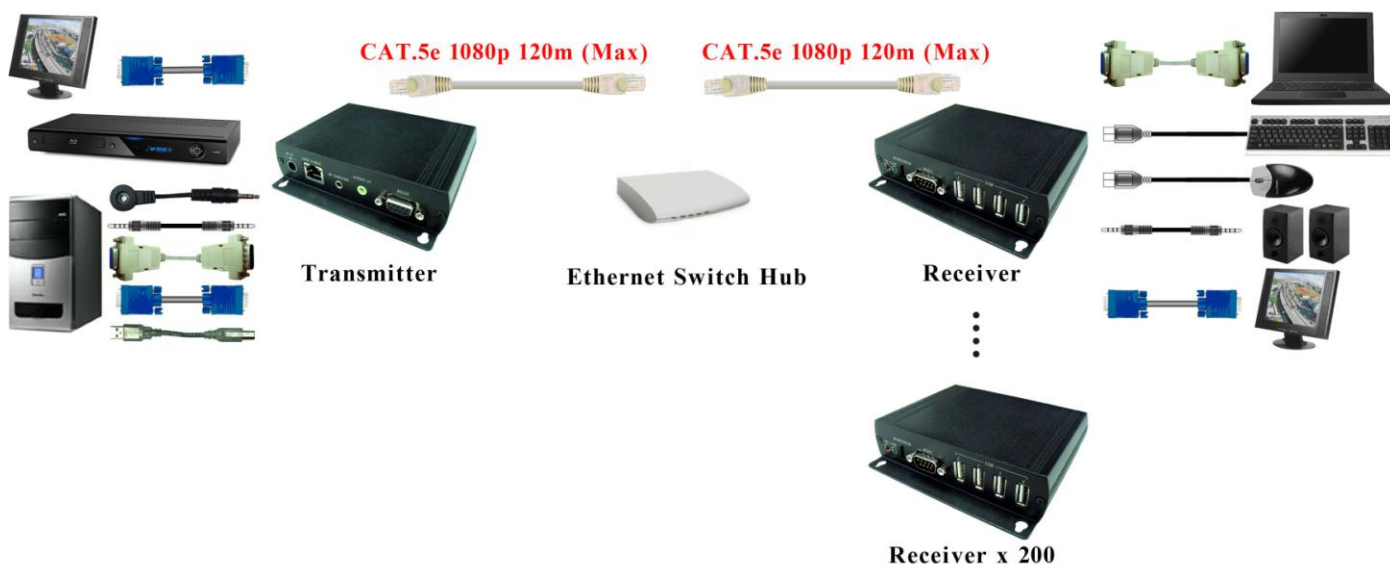 CAT.5e 1080p 120m (Max)
CAT.5e 1080p 120m (Max)
Transmitter
Ethernet Switch Hub
Receiver
Receiver x 200